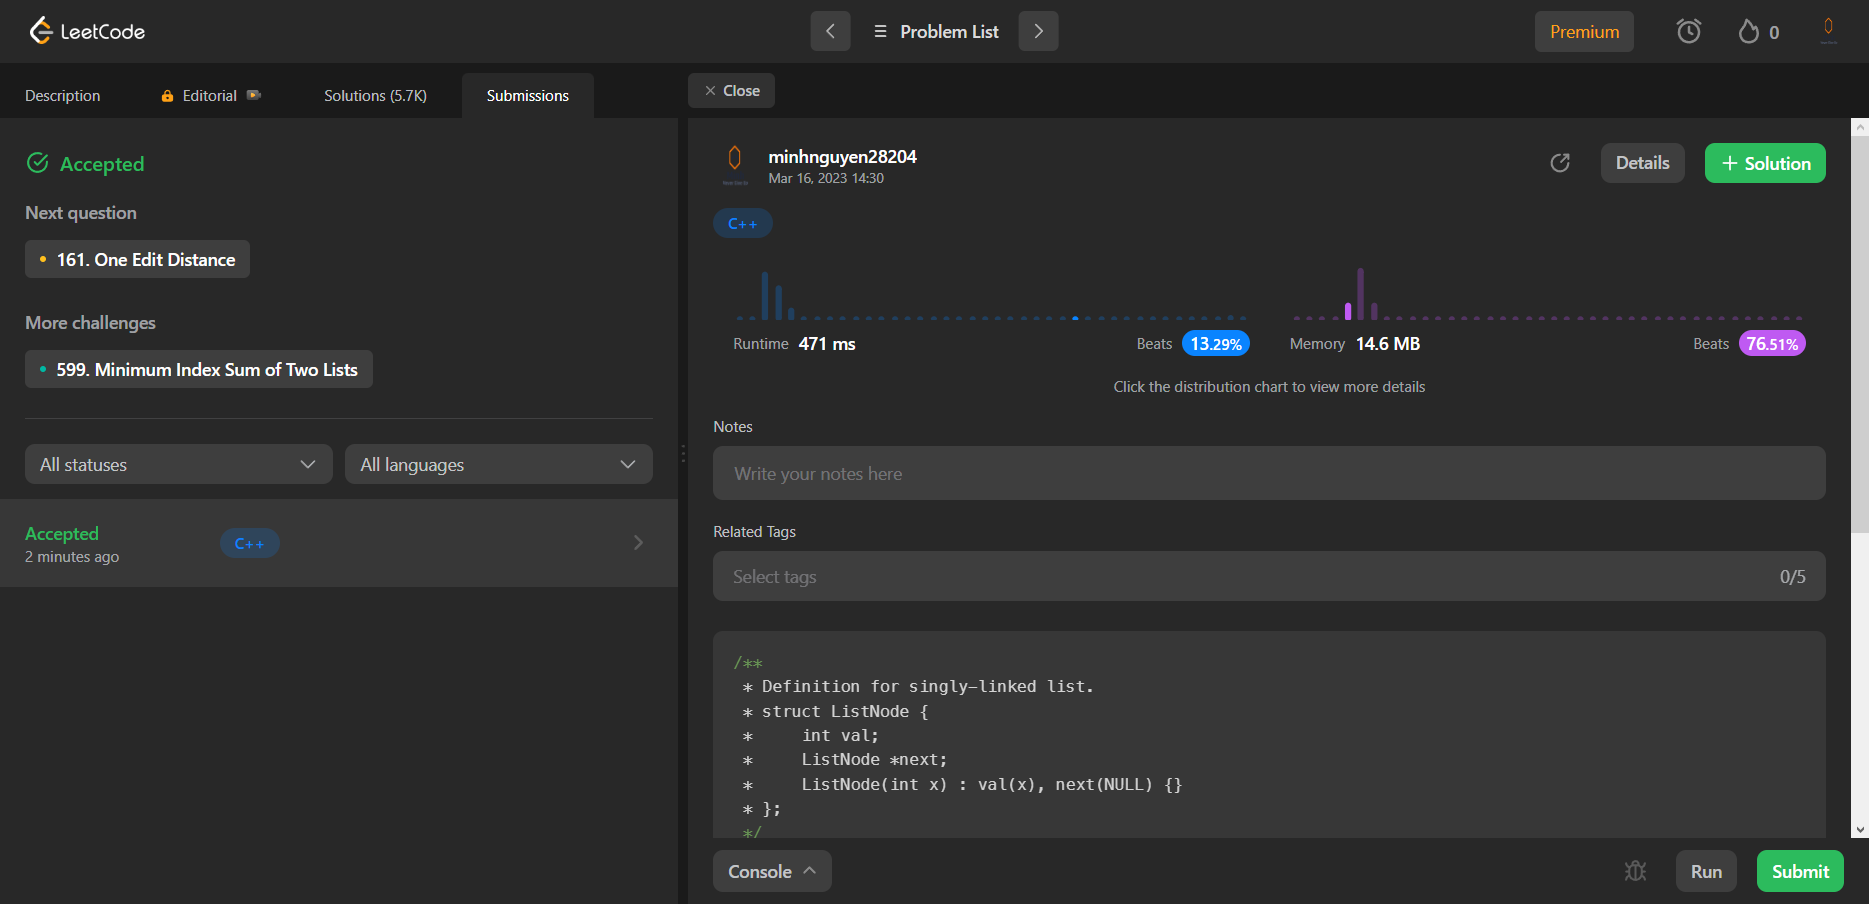 LeetCode
Problem List
Premium
0
Description
Editorial
Solutions (5.7K)
Submissions
Close
Accepted
Next question
161. One Edit Distance
More challenges
599. Minimum Index Sum of Two Lists
All statuses
All languages
Accepted
2 minutes ago
C++
minhnguyen28204
Mar 16, 2023 14:30
Details
Solution
C++
Runtime 471 ms
Beats 13.29%
Memory 14.6 MB
Beats 76.51%
Click the distribution chart to view more details
Notes
Write your notes here
Related Tags
Select tags
0/5
/**
 * Definition for singly-linked list.
 * struct ListNode {
 *     int val;
 *     ListNode *next;
 *     ListNode(int x) : val(x), next(NULL) {}
 * };
 */
Console
Run
Submit